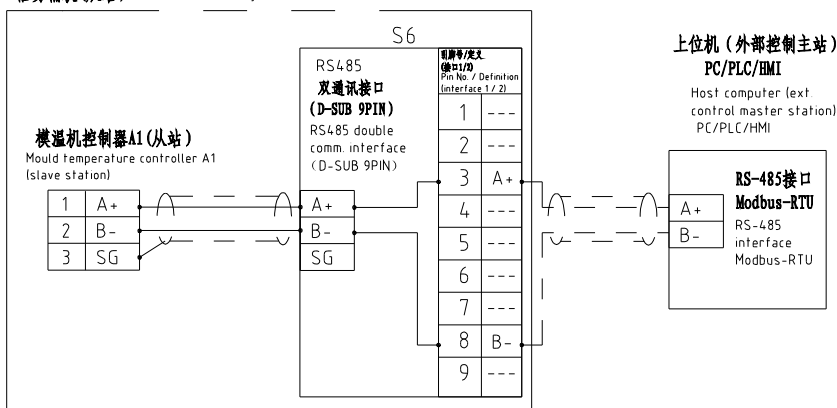 S6
RS485
双通讯接口
(D-SUB 9PIN)
RS485 double
comm. interface
(D-SUB 9PIN)
引脚号/定义
(接口1/2)
Pin No. / Definition
(interface 1 / 2)
1 ---
2 ---
3 A+
4 ---
5 ---
6 ---
7 ---
8 B-
9 ---
模温机控制器A1(从站)
Mould temperature controller A1
(slave station)
1 A+
2 B-
3 SG
A+
B-
SG
上位机(外部控制主站)
PC/PLC/HMI
Host computer (ext.
control master station)
PC/PLC/HMI
RS-485接口
Modbus-RTU
RS-485
interface
Modbus-RTU
A+
B-